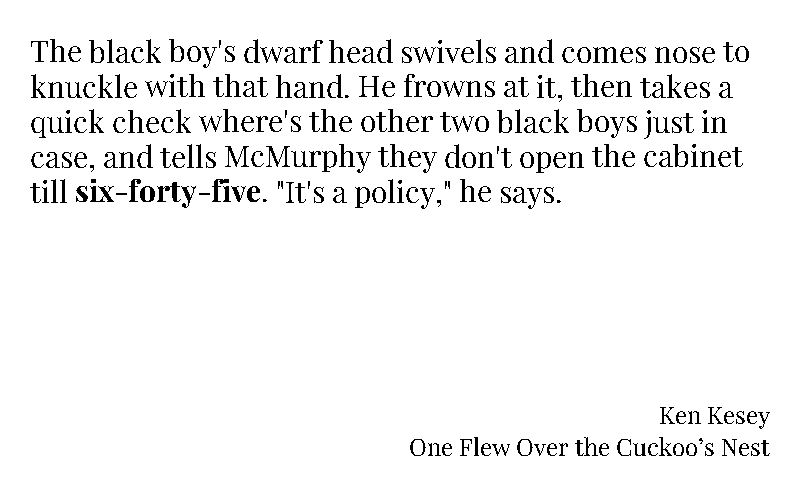 The black boy's dwarf head swivels and comes nose to
knuckle with that hand. He frowns at it, then takes a
quick check where's the other two black boys just in
case, and tells McMurphy they don't open the cabinet
till six-forty-five. "It's a policy," he says.
Ken Kesey
One Flew Over the Cuckoo’s Nest